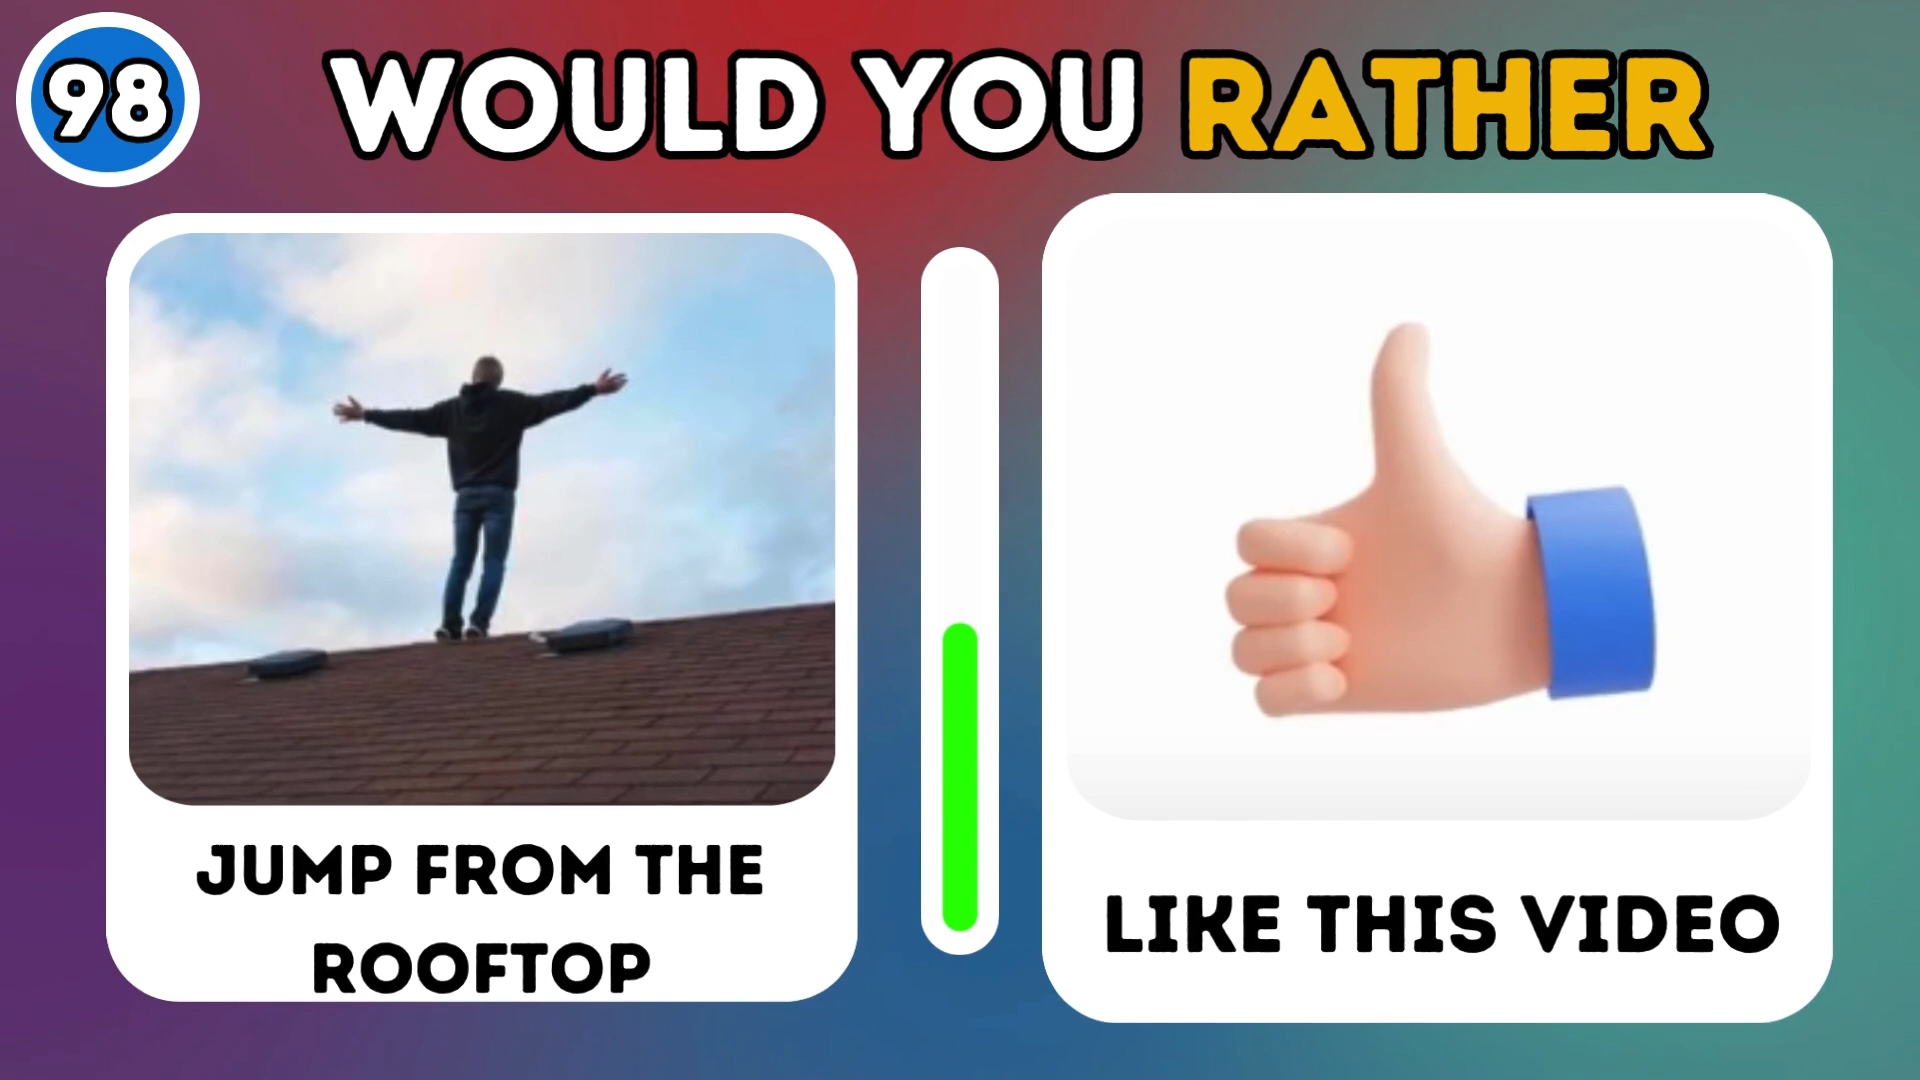 98
WOULD YOU RATHER
JUMP FROM THE
ROOFTOP
LIKE THIS VIDEO